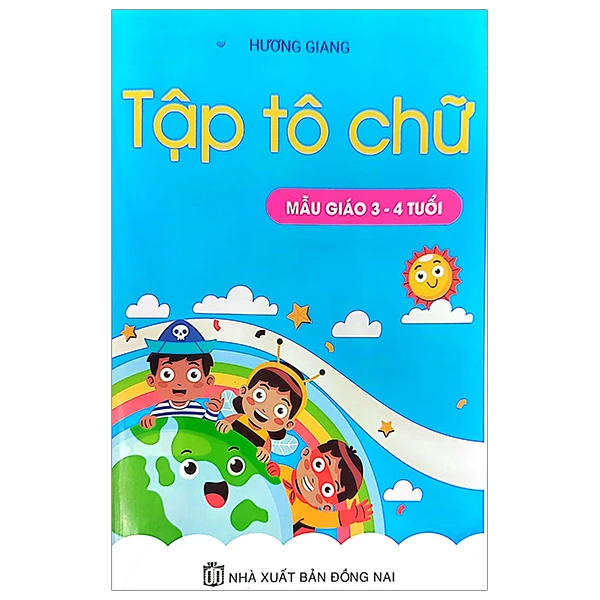 HƯƠNG GIANG
Tập tô chữ
MẪU GIÁO 3 - 4 TUỔI
NHÀ XUẤT BẢN ĐỒNG NAI